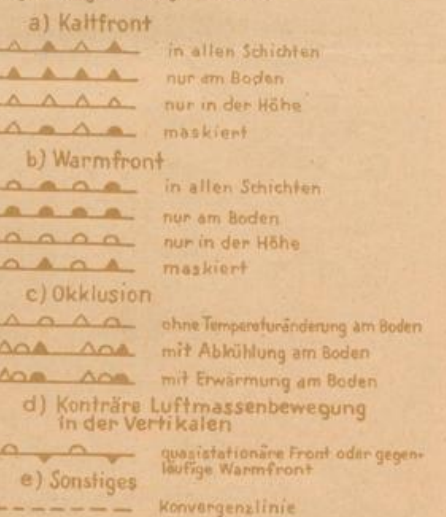 a) Kaltfront
in allen Schichten
nur am Boden
nur in der Höhe
maskiert
b) Warmfront
in allen Schichten
nur am Boden
nur in der Höhe
maskiert
c) Okklusion
ohne Temperaturänderung am Boden
mit Abkühlung am Boden
mit Erwärmung am Boden
d) Konträre Luftmassenbewegung
in der Vertikalen
quasistationäre Front oder gegen-
läufige Warmfront
e) Sonstiges
Konvergenzlinie